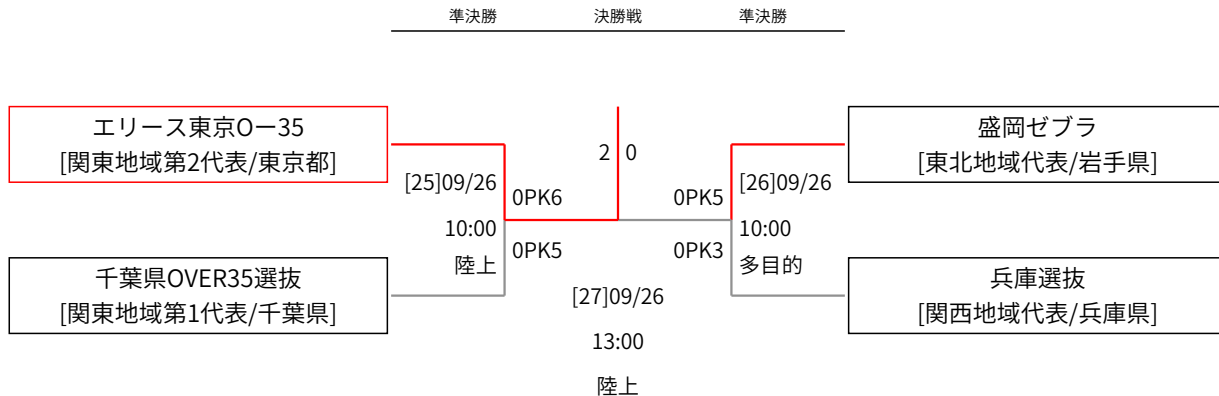 準決勝 決勝戦 準決勝
エリース東京Oー35
[関東地域第2代表/東京都]
盛岡ゼブラ
[東北地域代表/岩手県]
2 0
[25]09/26
0PK6
10:00
0PK5
陸上
0PK5
[26]09/26
0PK3
10:00
多目的
千葉県OVER35選抜
[関東地域第1代表/千葉県]
兵庫選抜
[関西地域代表/兵庫県]
[27]09/26
13:00
陸上